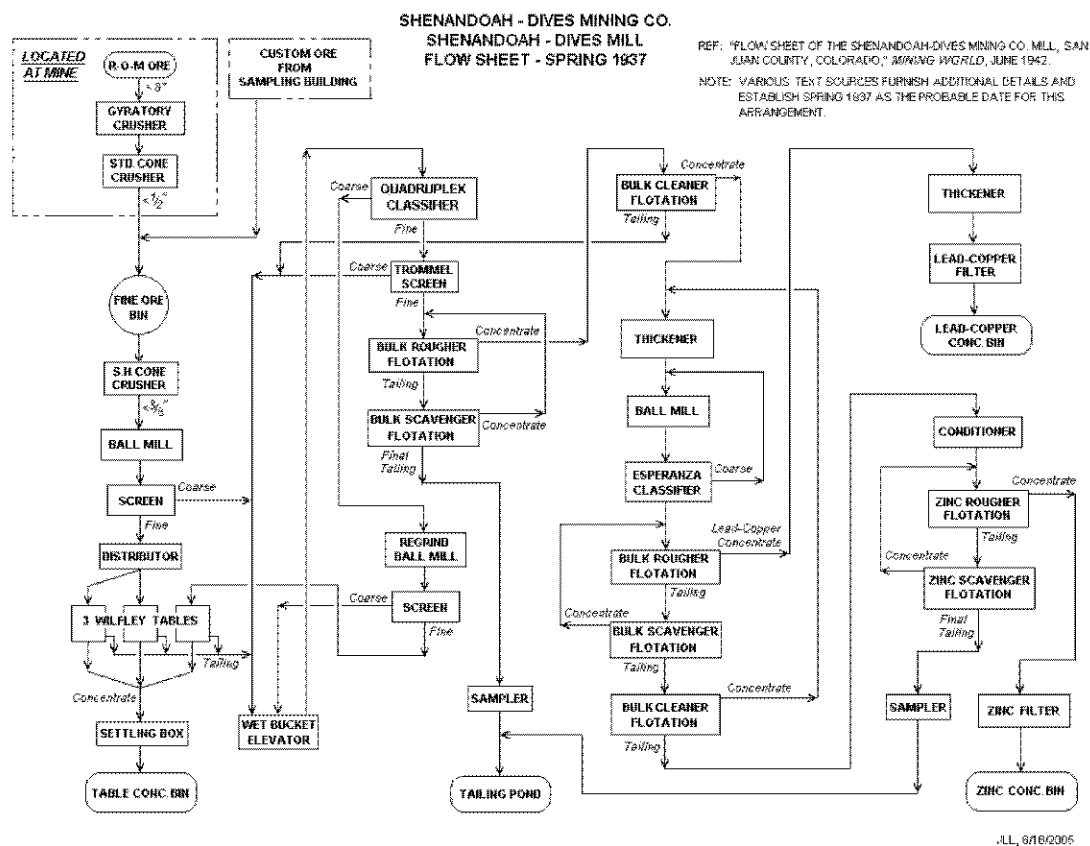 SHENANDOAH - DIVES MINING CO.
SHENANDOAH - DIVES MILL
FLOW SHEET - SPRING 1937
REF: "FLOW SHEET OF THE SHENANDOAH-DIVES MINING CO. MILL, SAN
JUAN COUNTY, COLORADO," MINING WORLD, JUNE 1942.
NOTE: VARIOUS TEXT SOURCES FURNISH ADDITIONAL DETAILS AND
ESTABLISH SPRING 1937 AS THE PROBABLE DATE FOR THIS
ARRANGEMENT.
LOCATED
AT MINE
R-O-M ORE
<8"
GYRATORY
CRUSHER
STD. CONE
CRUSHER
<1/2"
CUSTOM ORE
FROM
SAMPLING BUILDING
FINE ORE
BIN
S.H. CONE
CRUSHER
<3/8"
BALL MILL
SCREEN
Coarse
Fine
DISTRIBUTOR
3 WILFLEY TABLES
Tailing
Concentrate
SETTLING BOX
TABLE CONC. BIN
WET BUCKET
ELEVATOR
Coarse
QUADRUPLEX
CLASSIFIER
Fine
Coarse
TROMMEL
SCREEN
Fine
BULK ROUGHER
FLOTATION
Concentrate
Tailing
BULK SCAVENGER
FLOTATION
Concentrate
Final
Tailing
REGRIND
BALL MILL
Coarse
SCREEN
Fine
SAMPLER
TAILING POND
BULK CLEANER
FLOTATION
Concentrate
Tailing
THICKENER
BALL MILL
ESPERANZA
CLASSIFIER
Coarse
BULK ROUGHER
FLOTATION
Lead-Copper
Concentrate
Tailing
Concentrate
BULK SCAVENGER
FLOTATION
Tailing
BULK CLEANER
FLOTATION
Concentrate
Tailing
THICKENER
LEAD-COPPER
FILTER
LEAD-COPPER
CONC. BIN
CONDITIONER
ZINC ROUGHER
FLOTATION
Concentrate
Tailing
Concentrate
ZINC SCAVENGER
FLOTATION
Final
Tailing
SAMPLER
ZINC FILTER
ZINC CONC. BIN
JLL, 6/18/2005